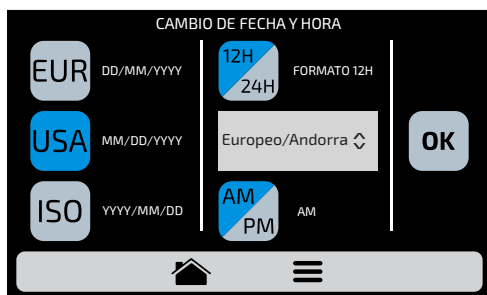 CAMBIO DE FECHA Y HORA
EUR DD/MM/YYYY
USA MM/DD/YYYY
ISO YYYY/MM/DD
12H
24H
FORMATO 12H
Europeo/Andorra
AM
PM
AM
OK